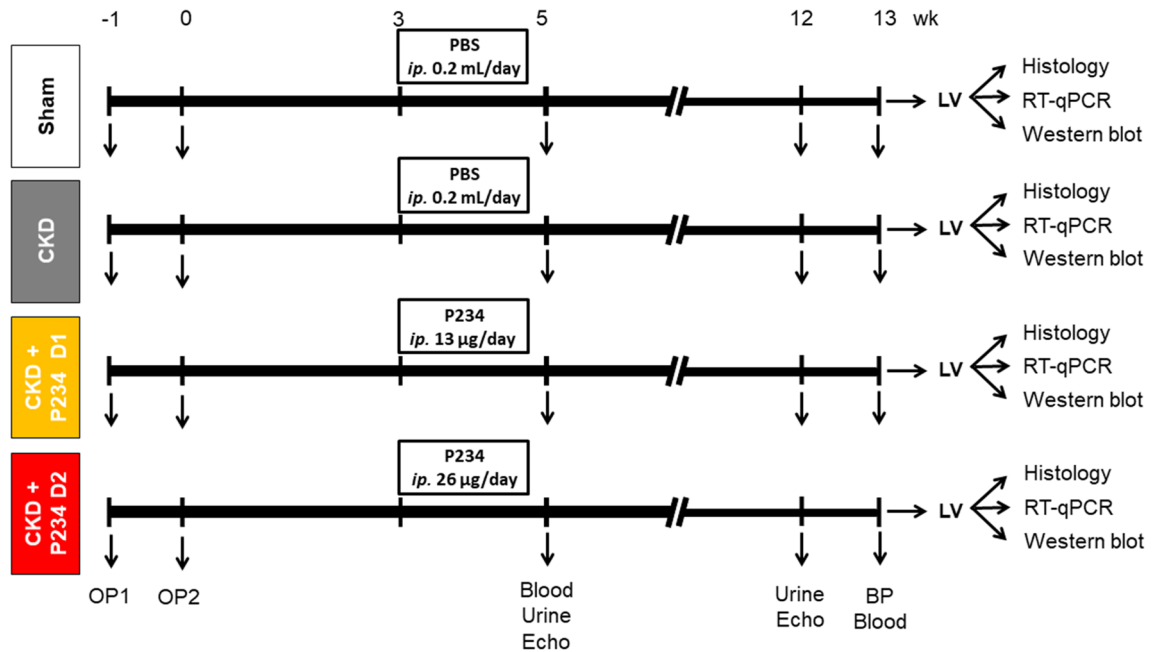 -1 0 3 5 12 13 wk
Sham
PBS
ip. 0.2 mL/day
LV
Histology
RT-qPCR
Western blot
CKD
PBS
ip. 0.2 mL/day
LV
Histology
RT-qPCR
Western blot
CKD +
P234 D1
P234
ip. 13 µg/day
LV
Histology
RT-qPCR
Western blot
CKD +
P234 D2
P234
ip. 26 µg/day
LV
Histology
RT-qPCR
Western blot
OP1
OP2
Blood
Urine
Echo
Urine
Echo
BP
Blood